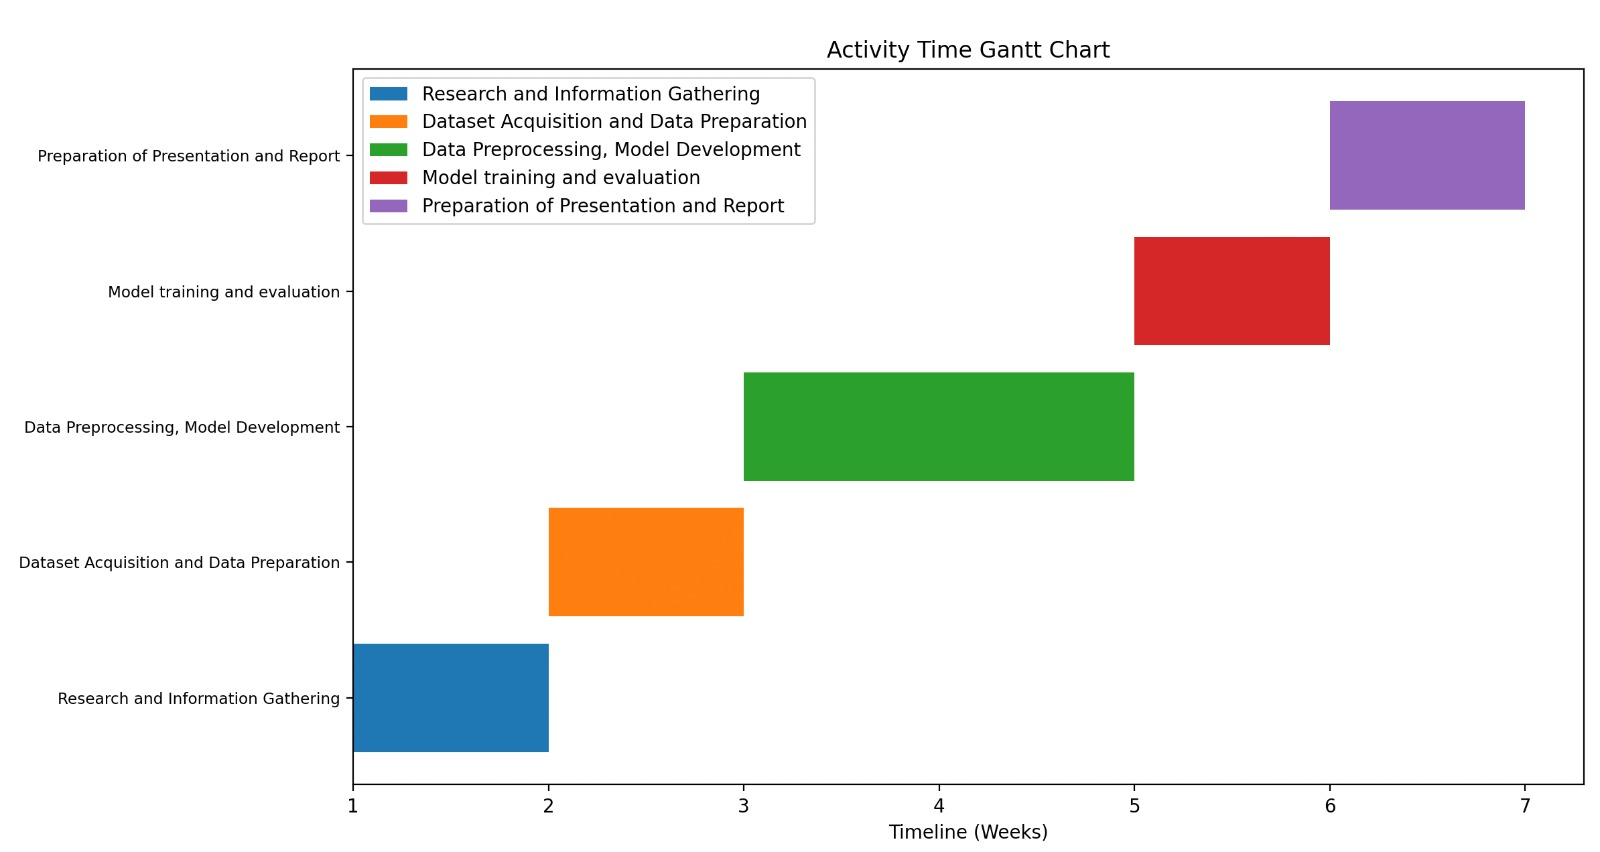 Activity Time Gantt Chart
Research and Information Gathering
Dataset Acquisition and Data Preparation
Data Preprocessing, Model Development
Model training and evaluation
Preparation of Presentation and Report
Preparation of Presentation and Report
Model training and evaluation
Data Preprocessing, Model Development
Dataset Acquisition and Data Preparation
Research and Information Gathering
1 2 3 4 5 6 7
Timeline (Weeks)